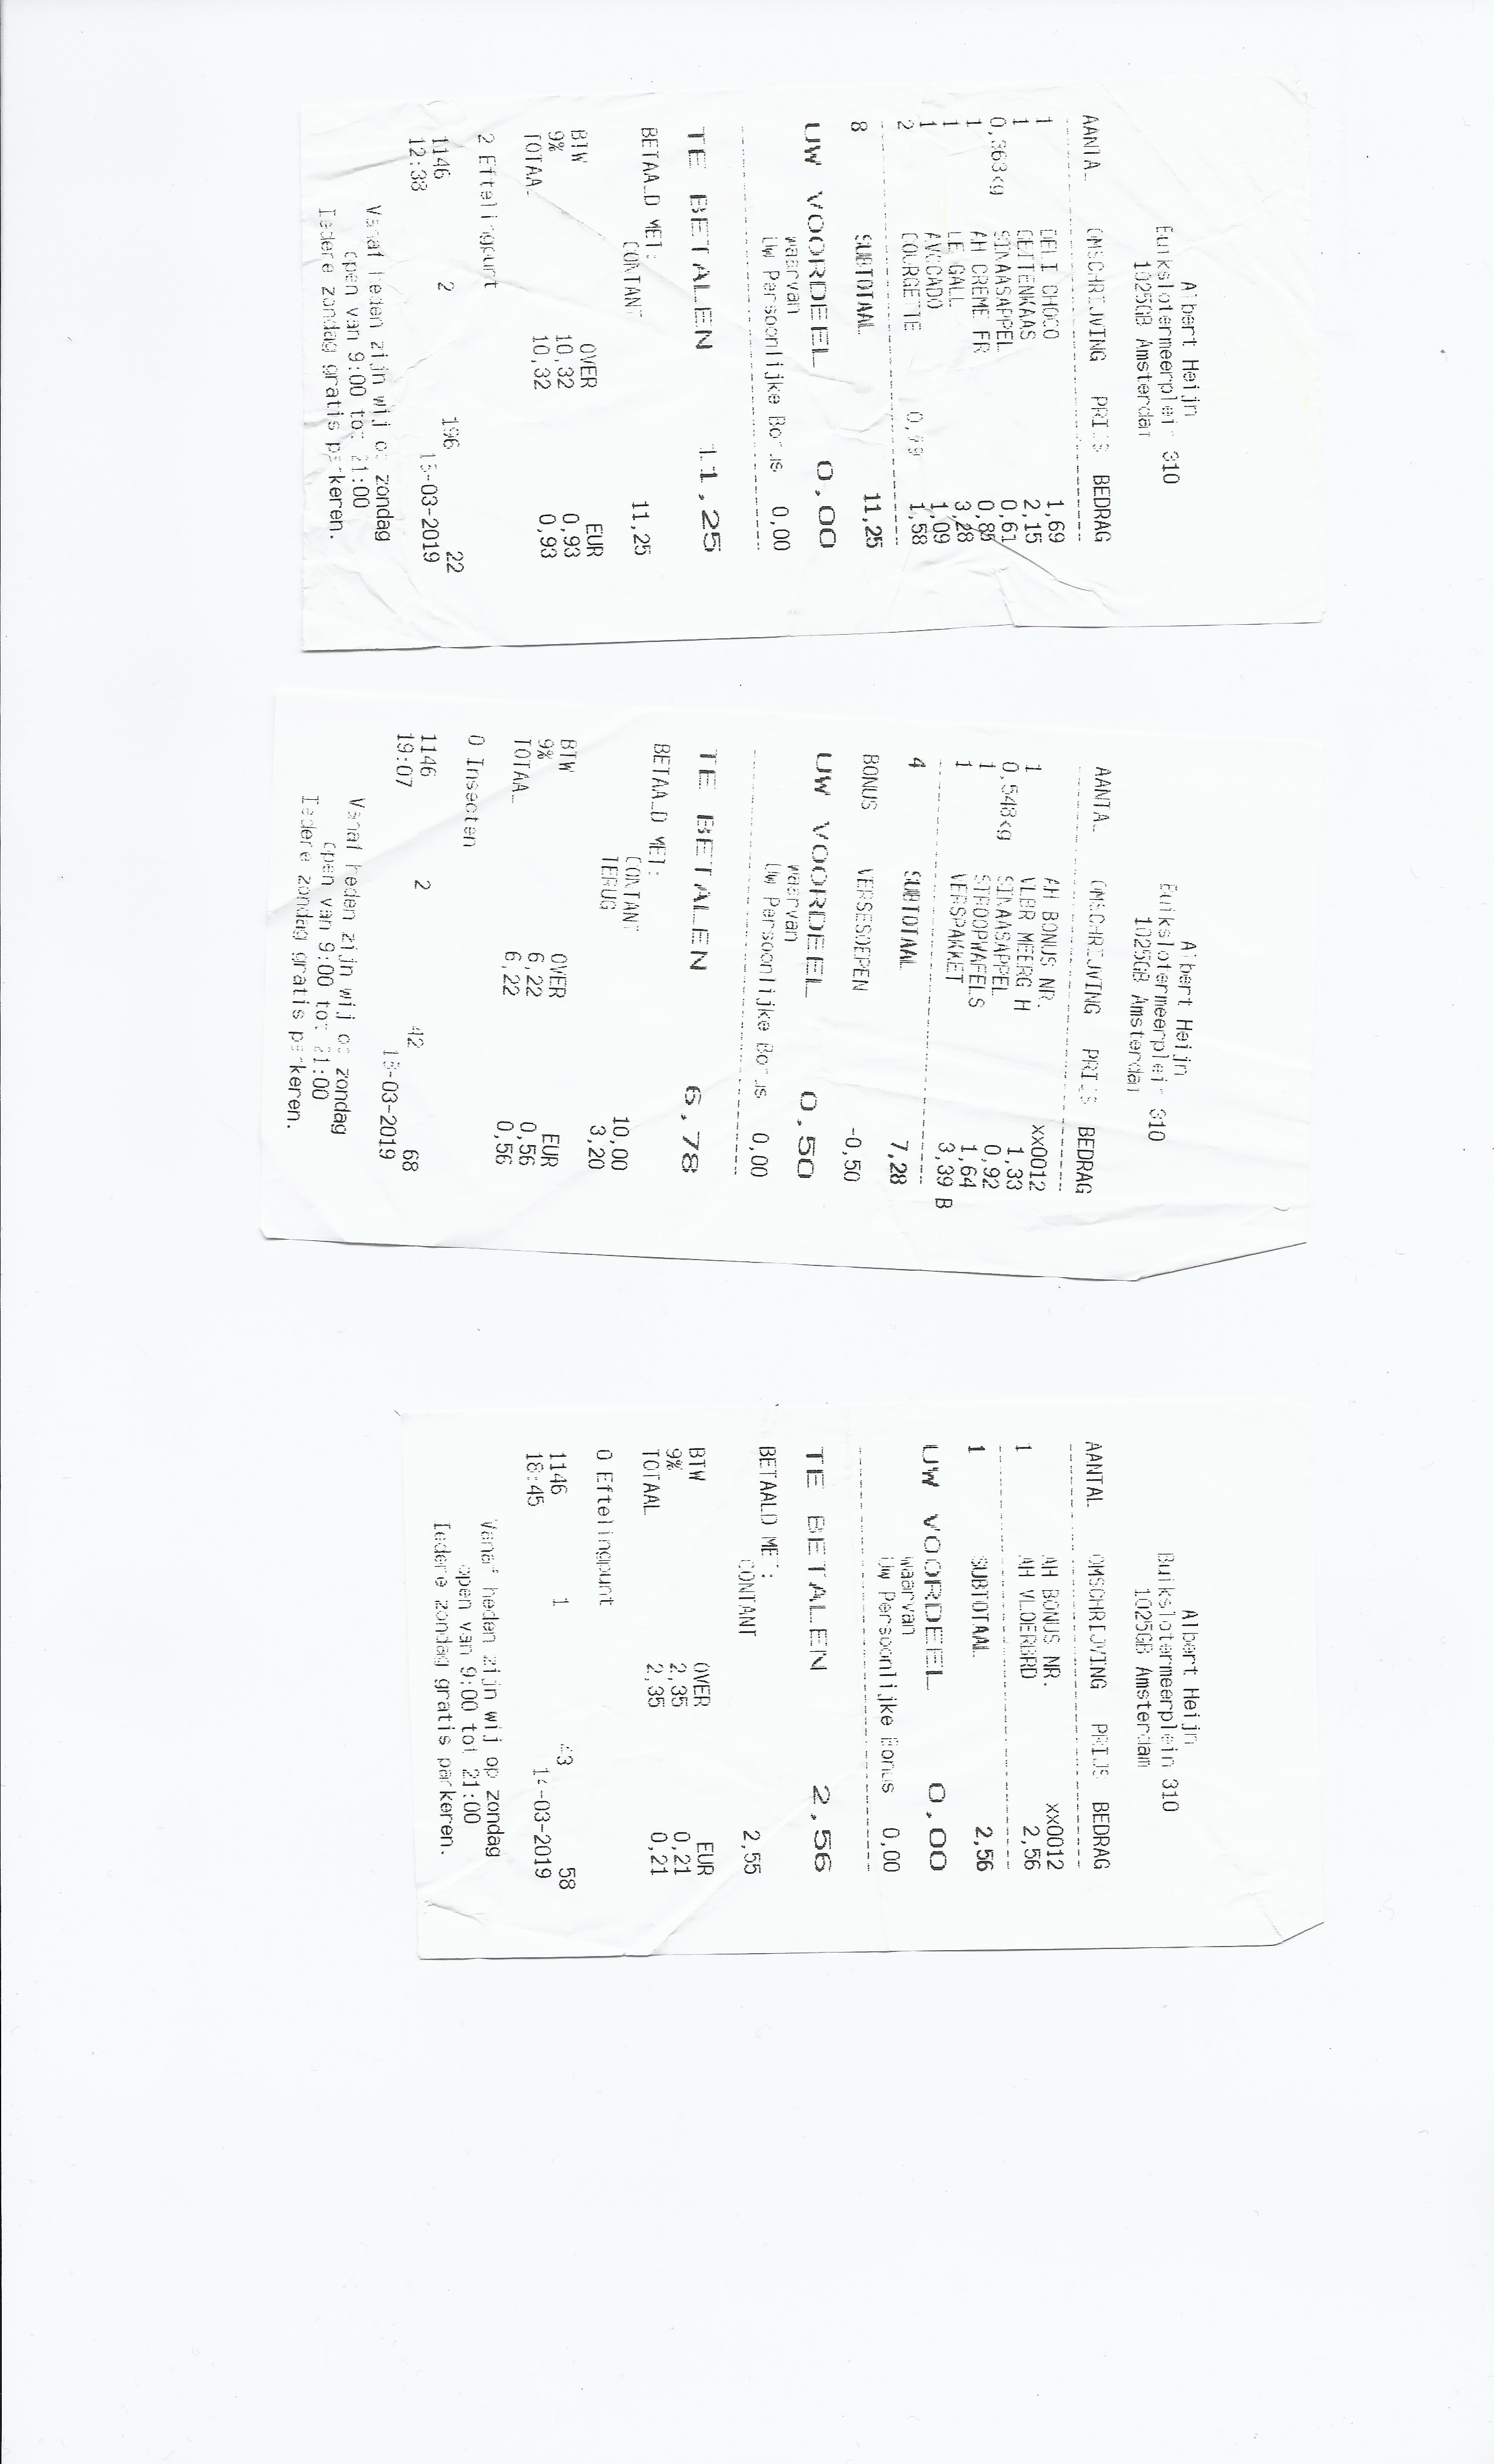 Albert Heijn
310
1025GB Amsterdam
OMSCHRIJVING BEDRAG
1 DELI CHOCO 1,69
1 GEITENKAAS 2,15
0,363kg SINAASAPPEL 0,61
1 AH CREME FR 0,85
1 LE GALL 3,28
1 AVOCADO 1,09
2 COURGETTE 0,79 1,58
8 SUBTOTAAL 11,25
UW VOORDEEL 0,00
waarvan
Uw Persoonlijke 0,00
TE BETALEN 11,25
BETAALD MET:
CONTANT 11,25
BTW OVER EUR
9% 10,32 0,93
TOTAAL 10,32 0,93
2 Eftelingpunt
1146 2 196 22
12:38 -03-2019
Vanaf heden zijn wij op zondag
open van 9:00 tot 21:00
Iedere zondag gratis parkeren.
Albert Heijn
310
1025GB Amsterdam
OMSCHRIJVING BEDRAG
AH BONUS NR. xx0012
1 VLBR MEERG H 1,33
0,548kg SINAASAPPEL 0,92
1 STROOPWAFELS 1,64
1 VERSPAKKET 3,39 B
4 SUBTOTAAL 7,28
BONUS VERSESOEPEN -0,50
UW VOORDEEL 0,50
waarvan
Uw Persoonlijke 0,00
TE BETALEN 6,78
BETAALD MET:
CONTANT 10,00
TERUG 3,20
BTW OVER EUR
9% 6,22 0,56
TOTAAL 6,22 0,56
0 Insecten
1146 2 42 68
19:07 -03-2019
Vanaf heden zijn wij op zondag
open van 9:00 tot 21:00
Iedere zondag gratis parkeren.
Albert Heijn
Buikslotermeerplein 310
1025GB Amsterdam
AANTAL OMSCHRIJVING PRIJS BEDRAG
AH BONUS NR. xx0012
1 AH VLOERBRD 2,56
1 SUBTOTAAL 2,56
UW VOORDEEL 0,00
waarvan
Uw Persoonlijke Bonus 0,00
TE BETALEN 2,56
BETAALD MET:
CONTANT 2,55
BTW OVER EUR
9% 2,35 0,21
TOTAAL 2,35 0,21
0 Eftelingpunt
1146 1 58
18:45 14-03-2019
Vanaf heden zijn wij op zondag
open van 9:00 tot 21:00
Iedere zondag gratis parkeren.